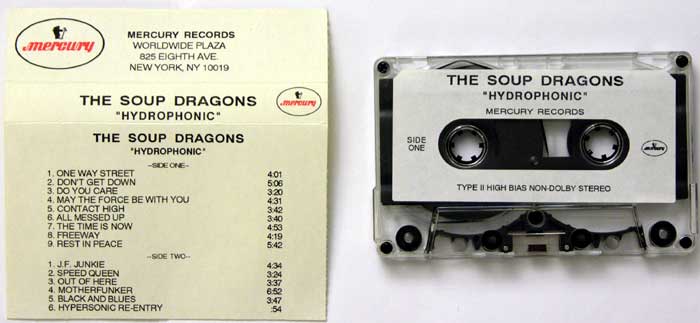 mercury
MERCURY RECORDS
WORLDWIDE PLAZA
825 EIGHTH AVE.
NEW YORK, NY 10019
THE SOUP DRAGONS
"HYDROPHONIC"
mercury
THE SOUP DRAGONS
"HYDROPHONIC"
--SIDE ONE--
1. ONE WAY STREET 4:01
2. DON'T GET DOWN 5:06
3. DO YOU CARE 3:20
4. MAY THE FORCE BE WITH YOU 4:31
5. CONTACT HIGH 3:42
6. ALL MESSED UP 3:40
7. THE TIME IS NOW 4:53
8. FREEWAY 4:19
9. REST IN PEACE 5:42
--SIDE TWO--
1. J.F. JUNKIE 4:34
2. SPEED QUEEN 3:24
3. OUT OF HERE 3:37
4. MOTHERFUNKER 6:52
5. BLACK AND BLUES 3:47
6. HYPERSONIC RE-ENTRY :54
THE SOUP DRAGONS
"HYDROPHONIC"
MERCURY RECORDS
SIDE
ONE
mercury
TYPE II HIGH BIAS NON-DOLBY STEREO